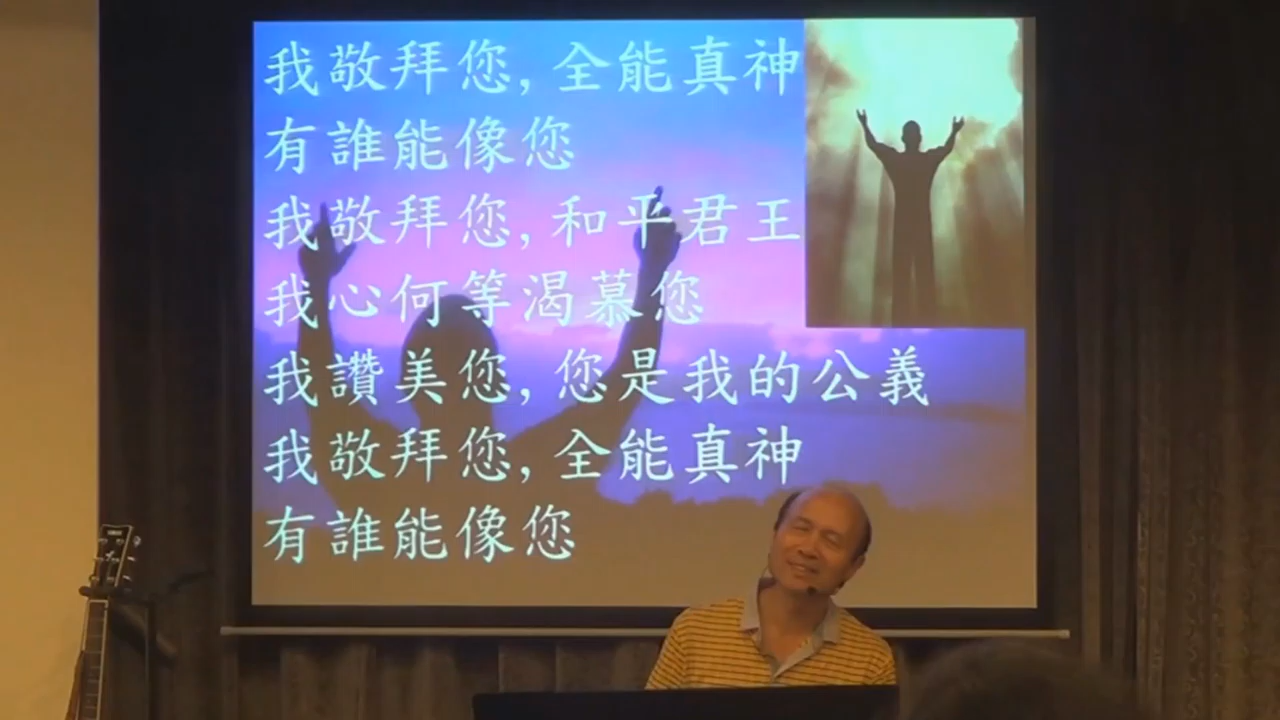 我敬拜您,全能真神
有誰能像您
我敬拜您,和平君王
我心何等渴慕您
我讚美您,您是我的公義
我敬拜您,全能真神
有誰能像您